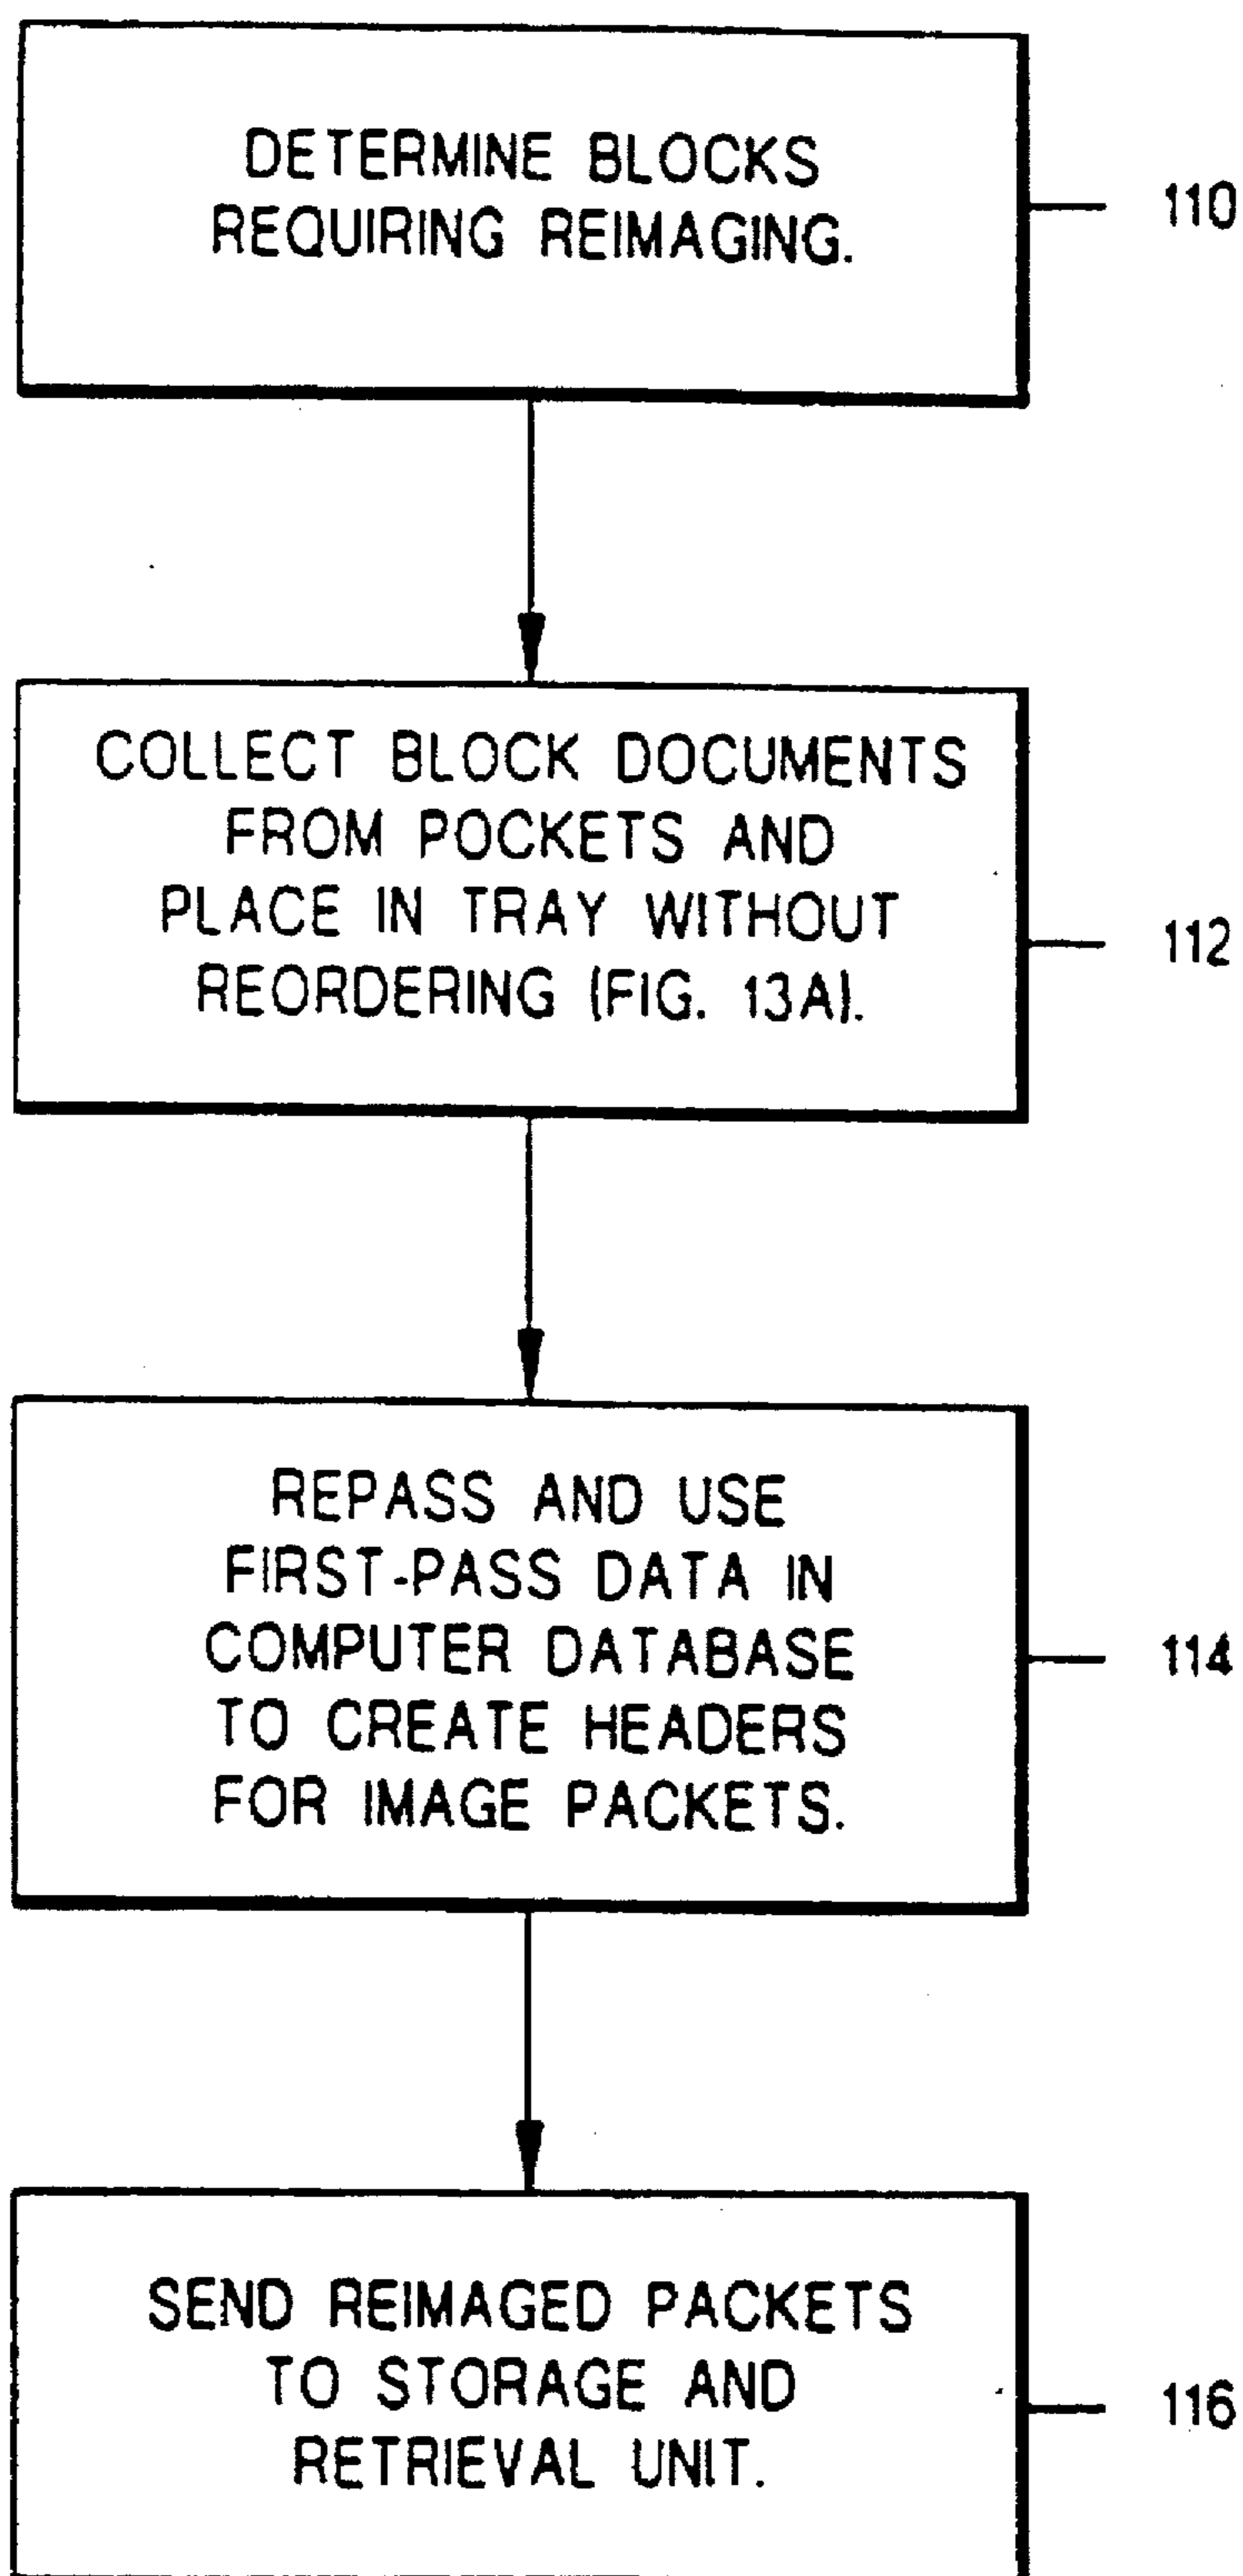 DETERMINE BLOCKS
REQUIRING REIMAGING.
110
COLLECT BLOCK DOCUMENTS
FROM POCKETS AND
PLACE IN TRAY WITHOUT
REORDERING (FIG. 13A).
112
REPASS AND USE
FIRST-PASS DATA IN
COMPUTER DATABASE
TO CREATE HEADERS
FOR IMAGE PACKETS.
114
SEND REIMAGED PACKETS
TO STORAGE AND
RETRIEVAL UNIT.
116